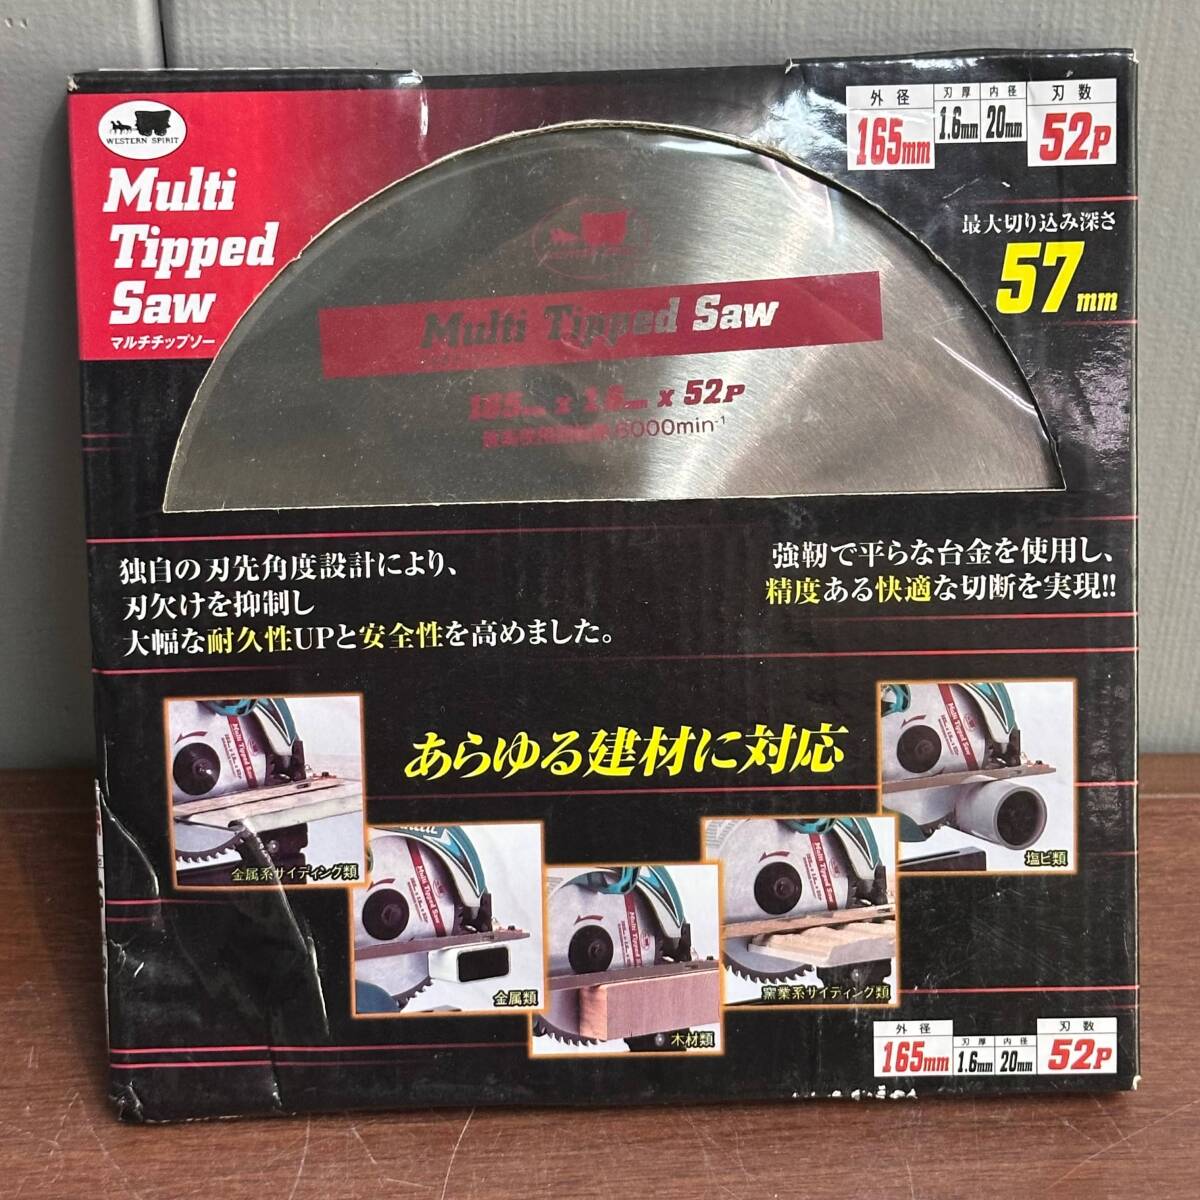 WESTERN SPIRIT
Multi
Tipped
Saw
マルチチップソー
外径
165mm
刃厚
1.6mm
内径
20mm
刃数
52P
最大切り込み深さ
57mm
Multi Tipped Saw
165mm x 1.6mm x 52P
6000min⁻¹
独自の刃先角度設計により、
刃欠けを抑制し
大幅な耐久性UPと安全性を高めました。
強靭で平らな台金を使用し、
精度ある快適な切断を実現!!
あらゆる建材に対応
金属系サイディング類
金属類
木材類
窯業系サイディング類
塩ビ類
外径
165mm
刃厚
1.6mm
内径
20mm
刃数
52P